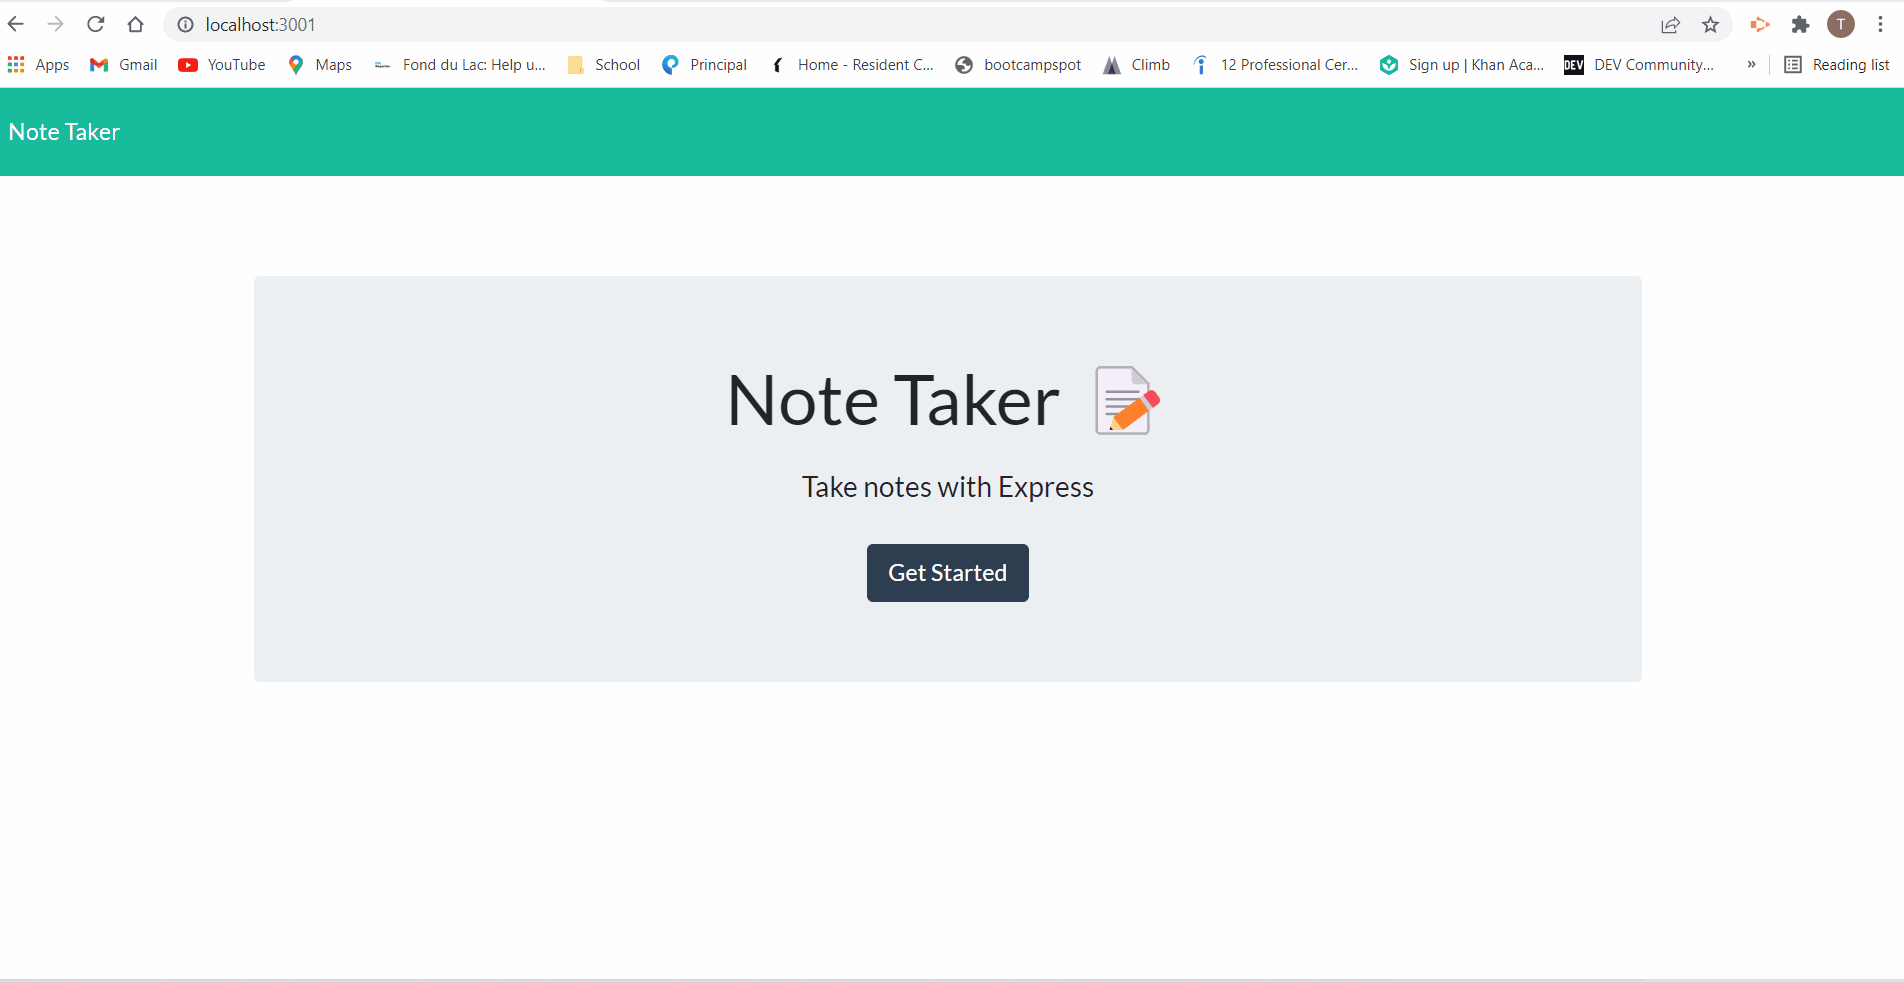 localhost:3001
T
Apps Gmail YouTube Maps Fond du Lac: Help u... School Principal Home - Resident C... bootcampspot Climb 12 Professional Cer... Sign up | Khan Aca... DEV DEV Community... » Reading list
Note Taker
Note Taker
Take notes with Express
Get Started